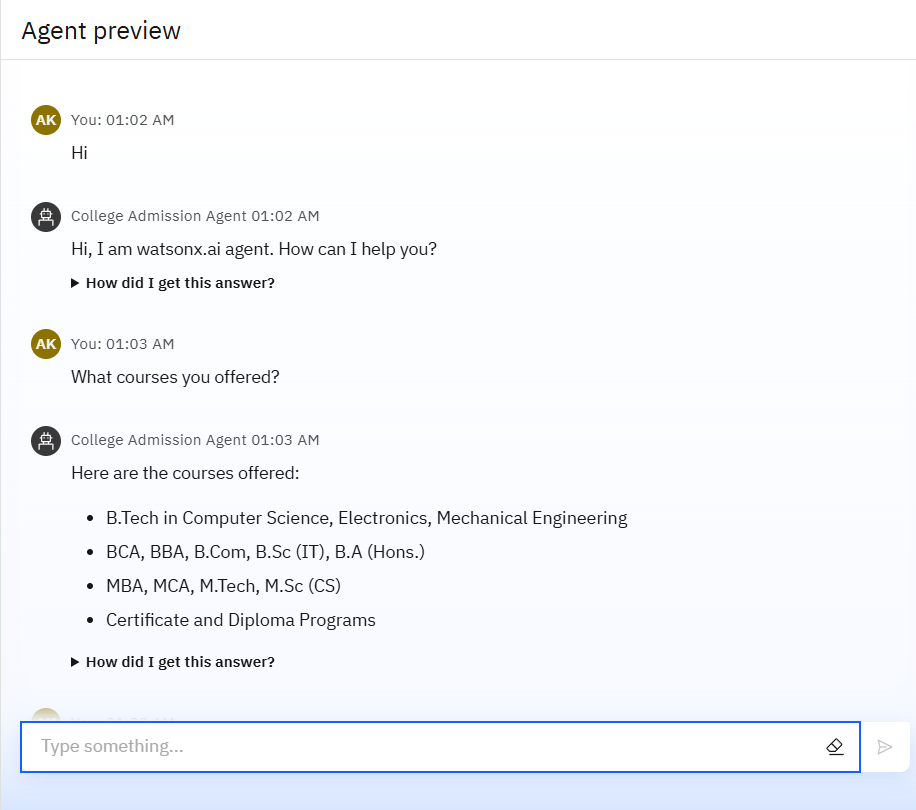 Agent preview
AK You: 01:02 AM
Hi
College Admission Agent 01:02 AM
Hi, I am watsonx.ai agent. How can I help you?
How did I get this answer?
AK You: 01:03 AM
What courses you offered?
College Admission Agent 01:03 AM
Here are the courses offered:
B.Tech in Computer Science, Electronics, Mechanical Engineering
BCA, BBA, B.Com, B.Sc (IT), B.A (Hons.)
MBA, MCA, M.Tech, M.Sc (CS)
Certificate and Diploma Programs
How did I get this answer?
Type something...